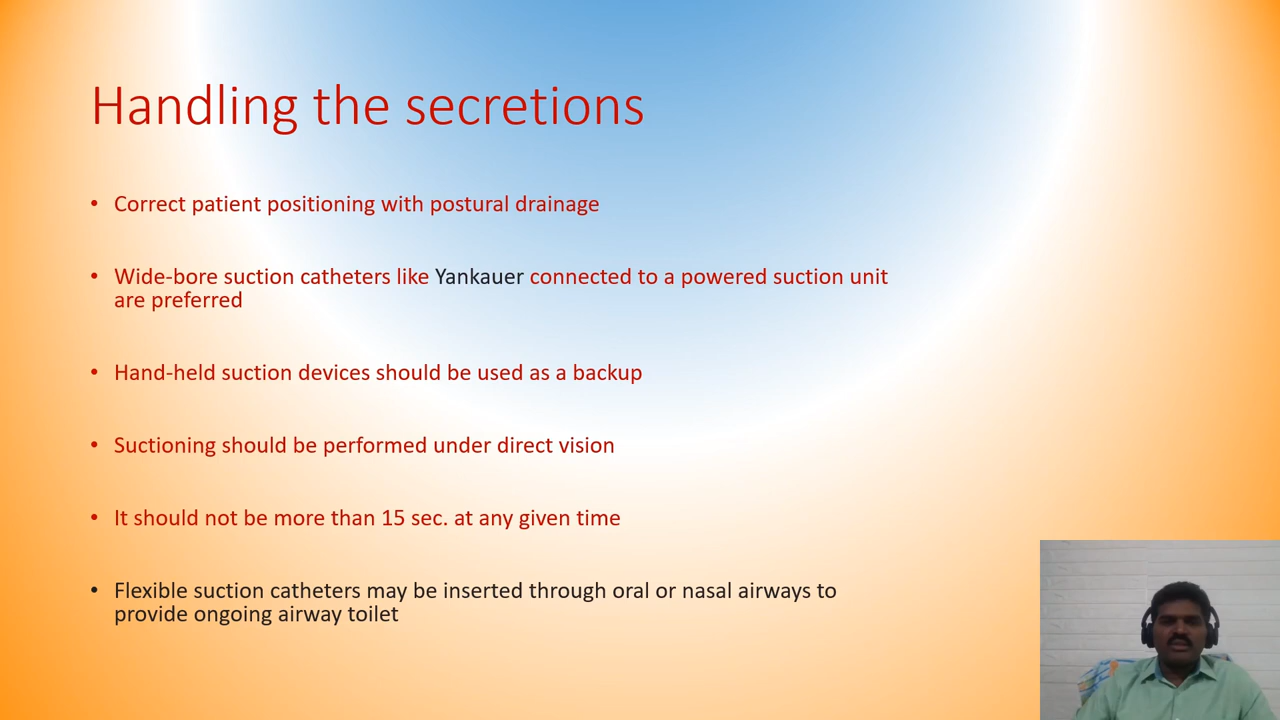 Handling the secretions
• Correct patient positioning with postural drainage
• Wide-bore suction catheters like Yankauer connected to a powered suction unit
are preferred
• Hand-held suction devices should be used as a backup
• Suctioning should be performed under direct vision
• It should not be more than 15 sec. at any given time
• Flexible suction catheters may be inserted through oral or nasal airways to
provide ongoing airway toilet